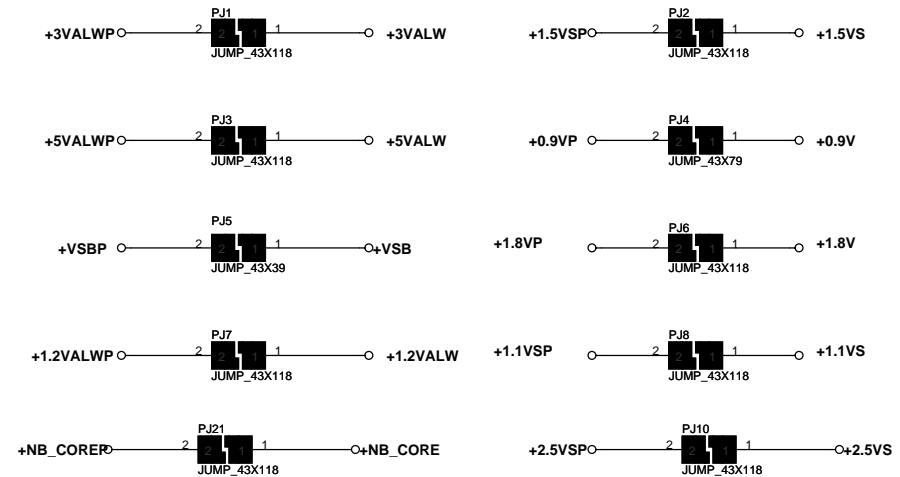 PJ1
+3VALWP 2 2 1 1 +3VALW
JUMP_43X118
PJ2
+1.5VSP 2 2 1 1 +1.5VS
JUMP_43X118
PJ3
+5VALWP 2 2 1 1 +5VALW
JUMP_43X118
PJ4
+0.9VP 2 2 1 1 +0.9V
JUMP_43X79
PJ5
+VSBP 2 2 1 1 +VSB
JUMP_43X39
PJ6
+1.8VP 2 2 1 1 +1.8V
JUMP_43X118
PJ7
+1.2VALWP 2 2 1 1 +1.2VALW
JUMP_43X118
PJ8
+1.1VSP 2 2 1 1 +1.1VS
JUMP_43X118
PJ21
+NB_COREP 2 2 1 1 +NB_CORE
JUMP_43X118
PJ10
+2.5VSP 2 2 1 1 +2.5VS
JUMP_43X118